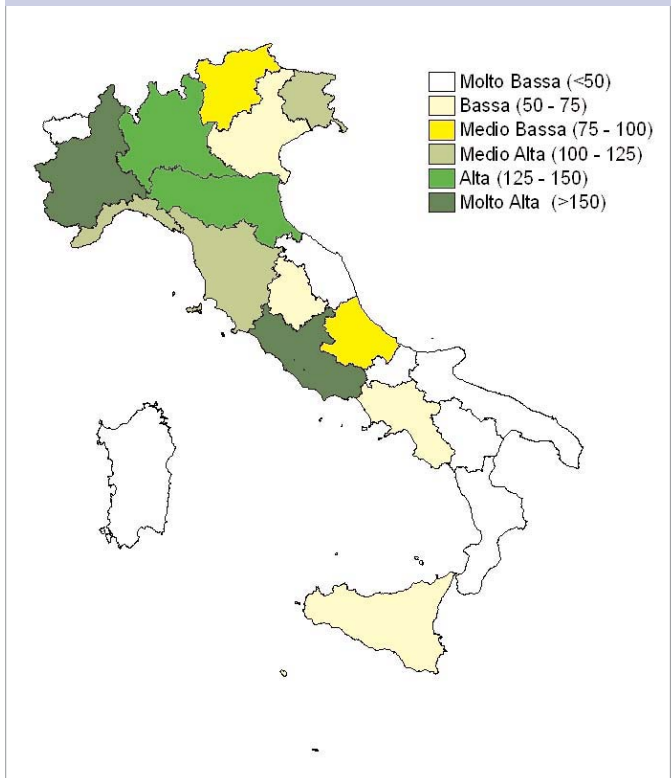 Molto Bassa (<50)
Bassa (50 - 75)
Medio Bassa (75 - 100)
Medio Alta (100 - 125)
Alta (125 - 150)
Molto Alta (>150)